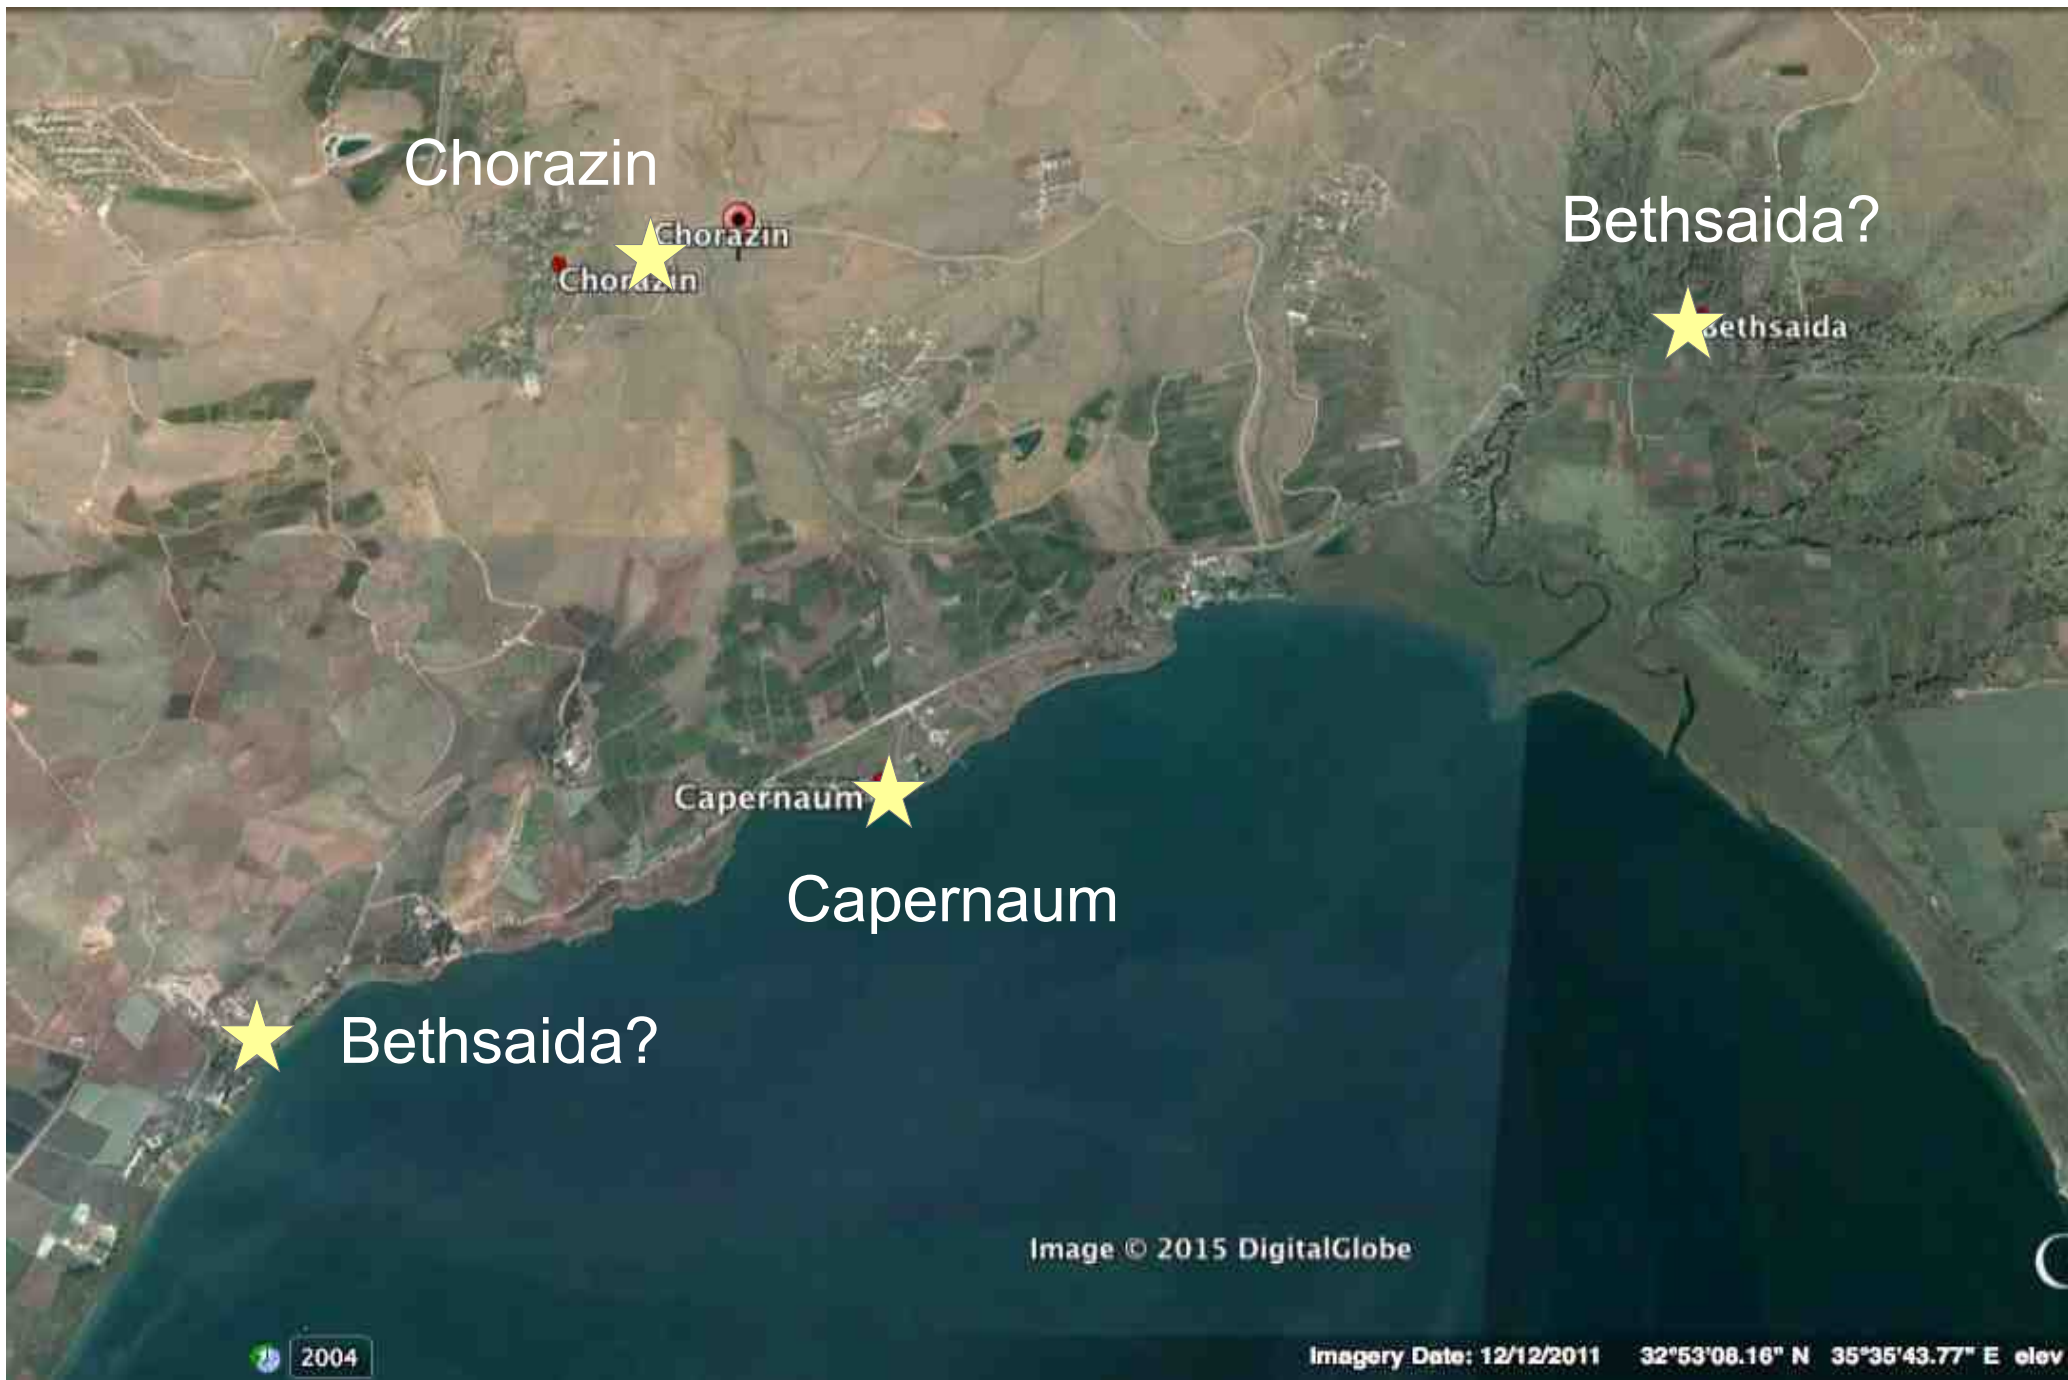 Chorazin
Bethsaida?
Chorazin
Chorazin
Bethsaida
Capernaum
Capernaum
Bethsaida?
Image © 2015 DigitalGlobe
2004
Imagery Date: 12/12/2011 32°53'08.16" N 35°35'43.77" E elev